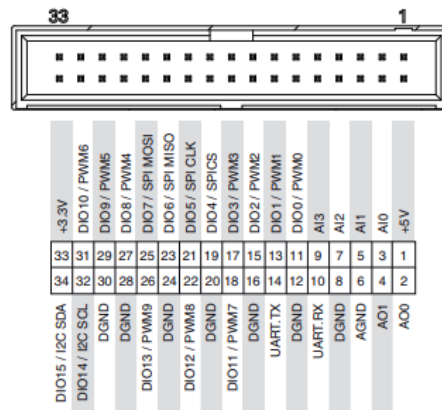 33 1
+3.3V DIO10 / PWM6 DIO9 / PWM5 DIO8 / PWM4 DIO7 / SPI MOSI DIO6 / SPI MISO DIO5 / SPI CLK DIO4 / SPICS DIO3 / PWM3 DIO2 / PWM2 DIO1 / PWM1 DIO0 / PWM0 AI3 AI2 AI1 AI0 +5V
33 31 29 27 25 23 21 19 17 15 13 11 9 7 5 3 1
34 32 30 28 26 24 22 20 18 16 14 12 10 8 6 4 2
DIO15 / I2C SDA DIO14 / I2C SCL DGND DGND DIO13 / PWM9 DGND DIO12 / PWM8 DGND DIO11 / PWM7 DGND UART.TX DGND UART.RX DGND AGND AO1 AO0